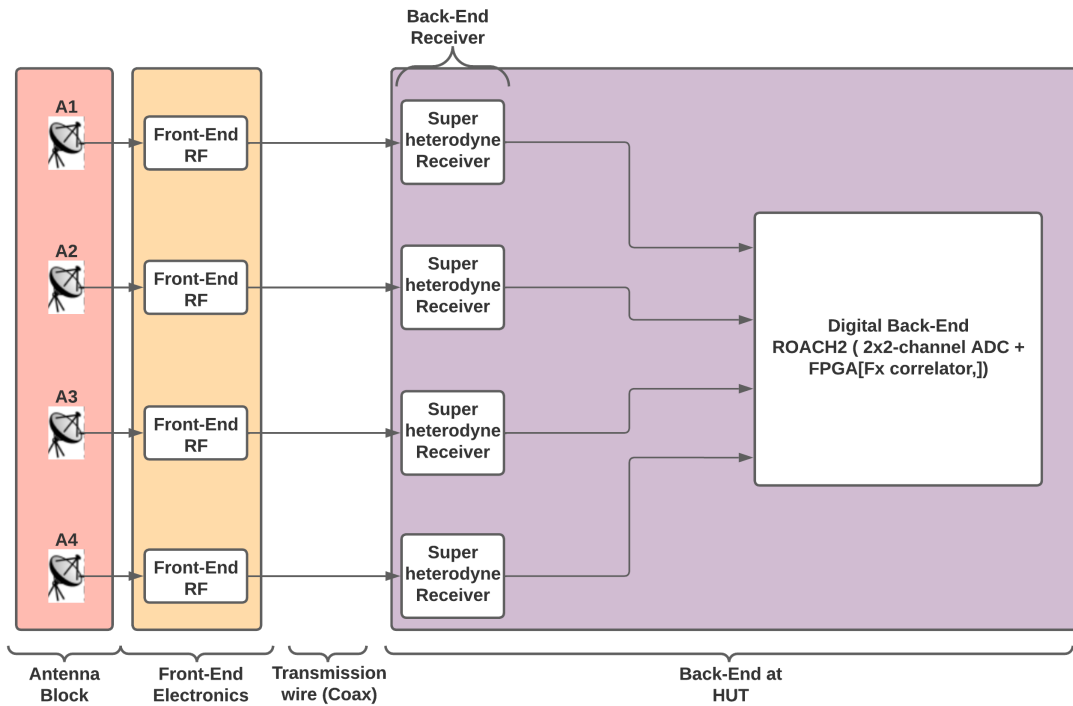 Back-End
Receiver
A1
Front-End
RF
Super
heterodyne
Receiver
A2
Front-End
RF
Super
heterodyne
Receiver
Digital Back-End
ROACH2 ( 2x2-channel ADC +
FPGA[Fx correlator,])
A3
Front-End
RF
Super
heterodyne
Receiver
A4
Front-End
RF
Super
heterodyne
Receiver
Antenna
Block
Front-End
Electronics
Transmission
wire (Coax)
Back-End at
HUT